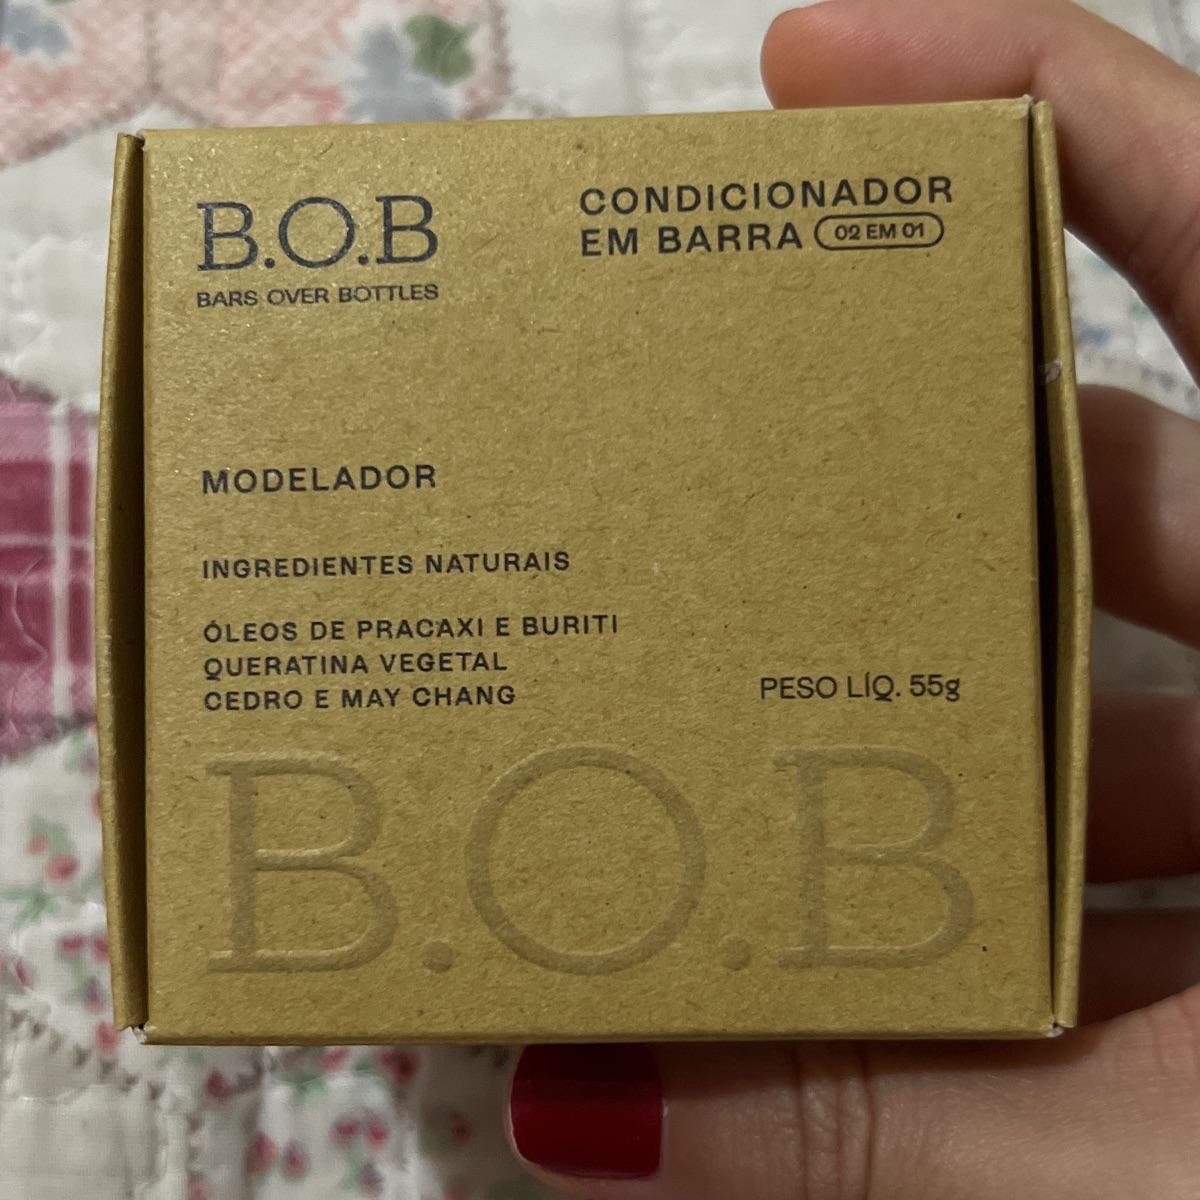 B.O.B
BARS OVER BOTTLES
CONDICIONADOR
EM BARRA 02 EM 01
MODELADOR
INGREDIENTES NATURAIS
ÓLEOS DE PRACAXI E BURITI
QUERATINA VEGETAL
CEDRO E MAY CHANG
PESO LÍQ. 55g
B.O.B